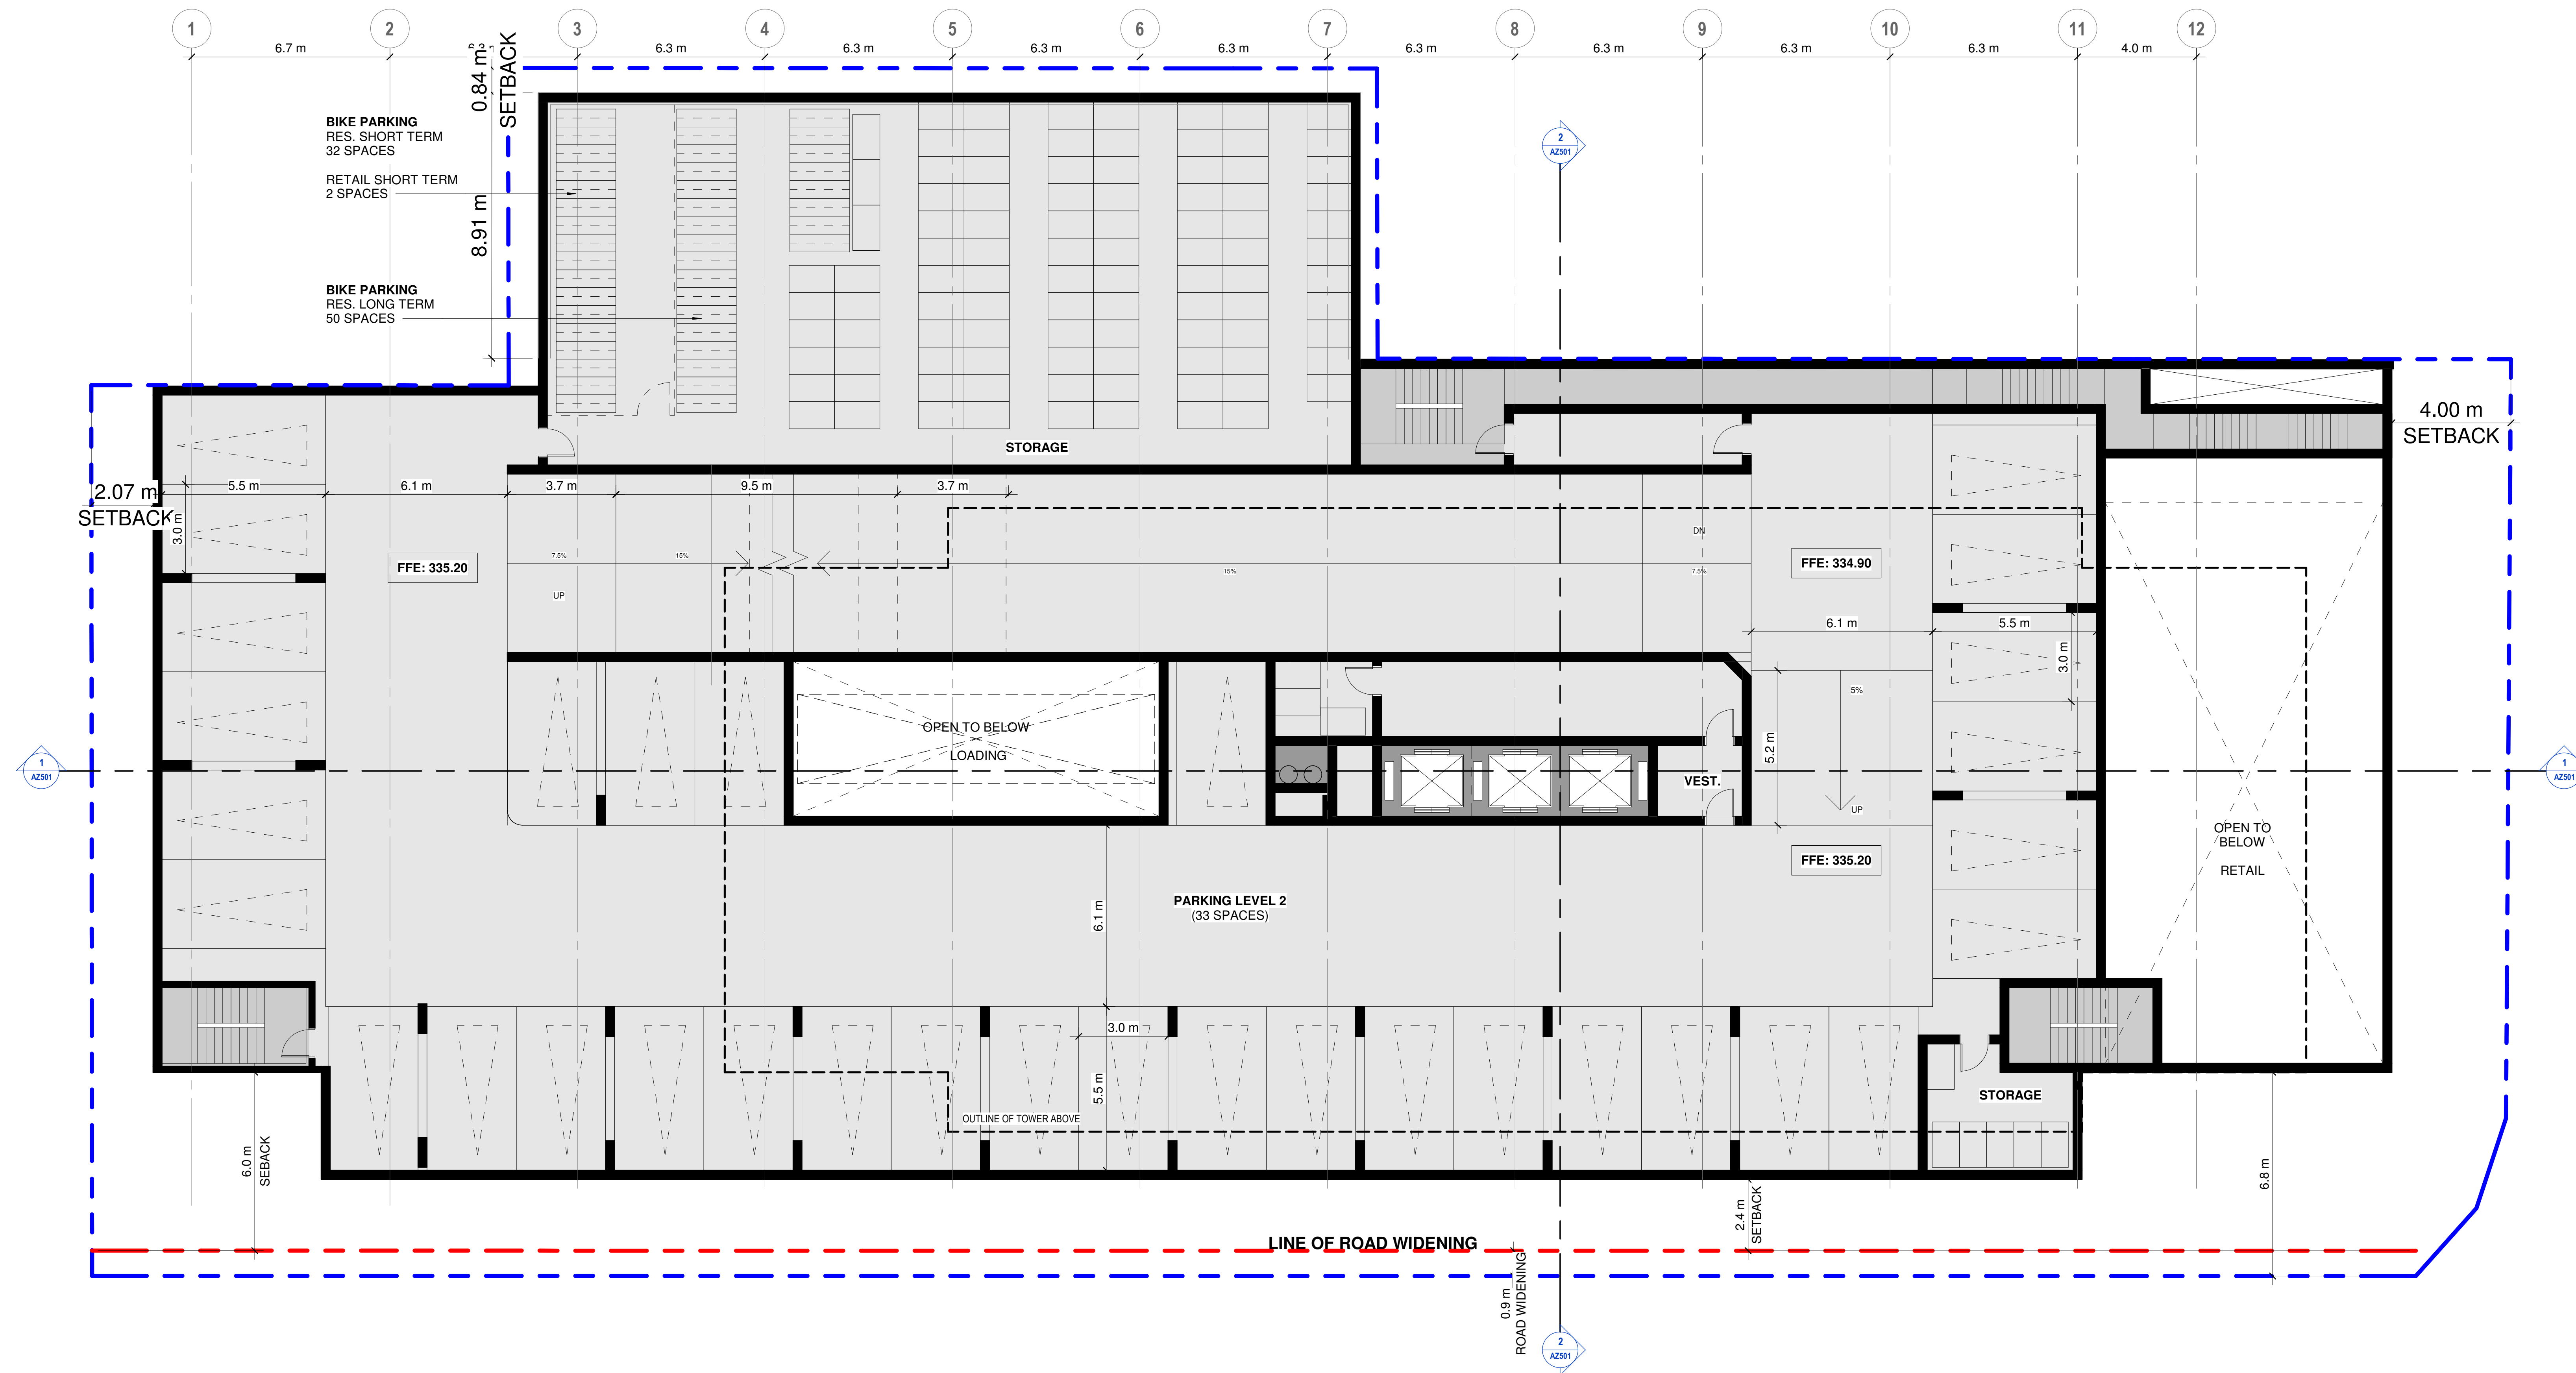 1
2
3
4
5
6
7
8
9
10
11
12
6.7 m
6.3 m
6.3 m
6.3 m
6.3 m
6.3 m
6.3 m
6.3 m
6.3 m
6.3 m
4.0 m
0.84 m
SETBACK
BIKE PARKING
RES. SHORT TERM
32 SPACES
RETAIL SHORT TERM
2 SPACES
8.91 m
BIKE PARKING
RES. LONG TERM
50 SPACES
2
AZ501
STORAGE
4.00 m
SETBACK
2.07 m
SETBACK
5.5 m
6.1 m
3.7 m
9.5 m
3.7 m
3.0 m
FFE: 335.20
7.5%
15%
UP
15%
DN
7.5%
FFE: 334.90
6.1 m
5.5 m
3.0 m
5%
5.2 m
UP
OPEN TO BELOW
LOADING
VEST.
1
AZ501
1
AZ501
OPEN TO
BELOW
RETAIL
FFE: 335.20
PARKING LEVEL 2
(33 SPACES)
6.1 m
3.0 m
5.5 m
OUTLINE OF TOWER ABOVE
STORAGE
6.0 m
SEBACK
2.4 m
SETBACK
6.8 m
LINE OF ROAD WIDENING
0.9 m
ROAD WIDENING
2
AZ501